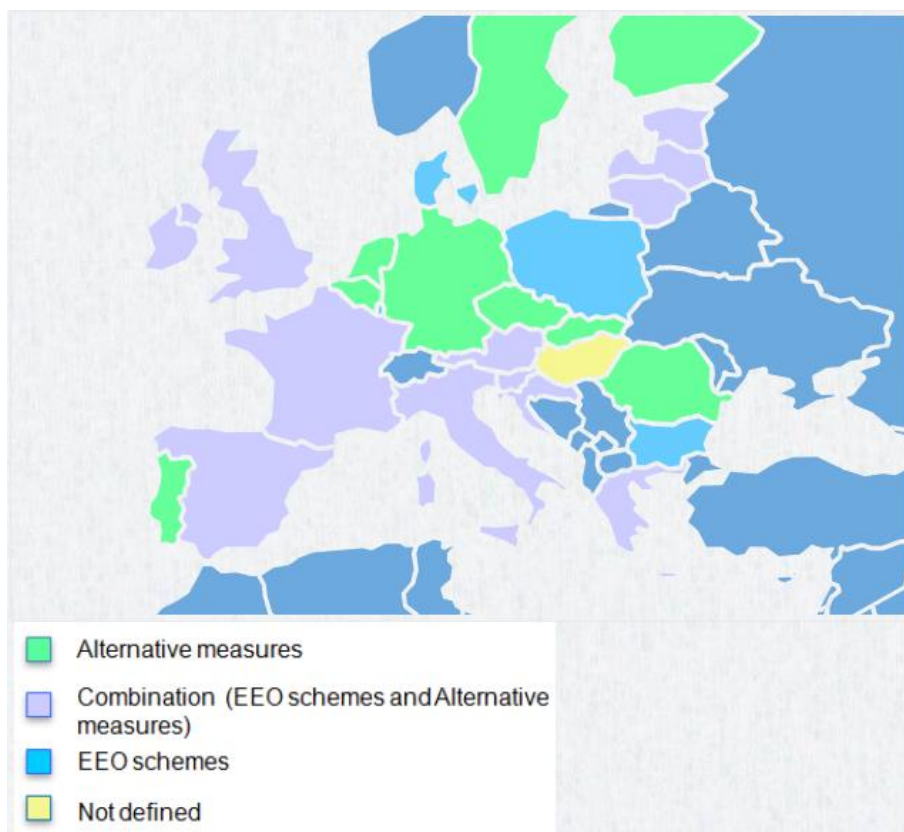 Alternative measures
Combination (EEO schemes and Alternative
measures)
EEO schemes
Not defined